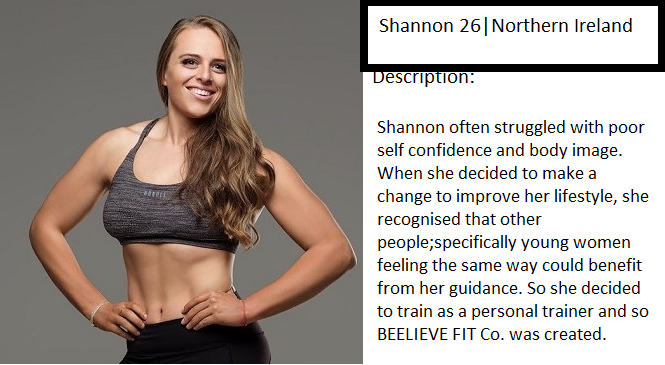 Shannon 26|Northern Ireland
Description:
Shannon often struggled with poor
self confidence and body image.
When she decided to make a
change to improve her lifestyle, she
recognised that other
people;specifically young women
feeling the same way could benefit
from her guidance. So she decided
to train as a personal trainer and so
BEELIEVE FIT Co. was created.